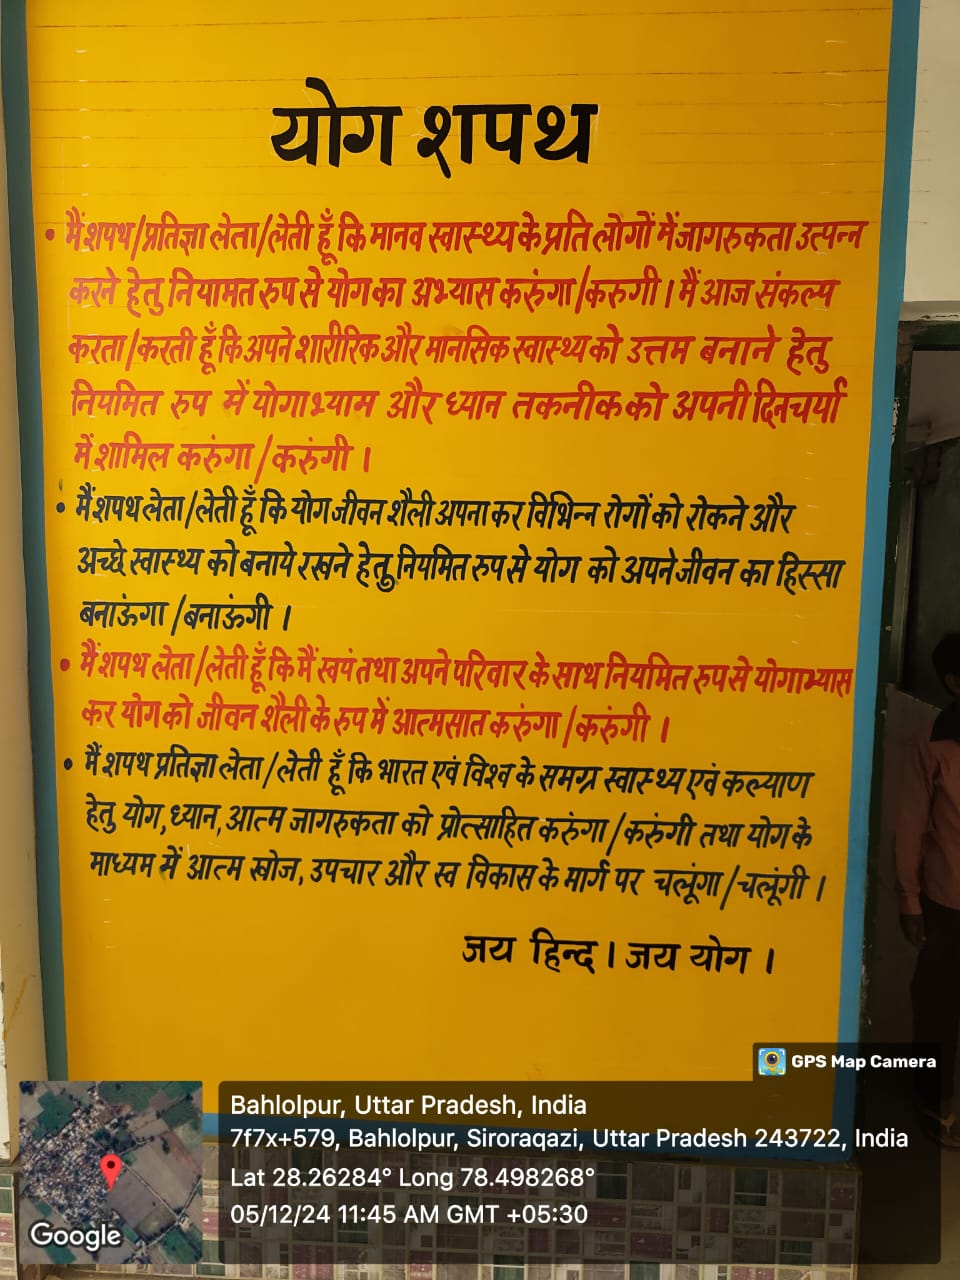 योग शपथ
• मैं शपथ/प्रतिज्ञा लेता/लेती हूँ कि मानव स्वास्थ्य के प्रति लोगों में जागरुकता उत्पन्न
करने हेतु नियामत रुप से योग का अभ्यास करुंगा/करुगी । मैं आज संकल्प
करता/करती हूँ कि अपने शारीरिक और मानसिक स्वास्थ्य को उत्तम बनाने हेतु
नियमित रुप में योगाभ्याम और ध्यान तकनीक को अपनी दिनचर्या
में शामिल करुंगा/करुंगी ।
• मैं शपथ लेता/लेती हूँ कि योग जीवन शैली अपना कर विभिन्न रोगों को रोकने और
अच्छे स्वास्थ्य को बनाये रखने हेतु नियमित रुप से योग को अपने जीवन का हिस्सा
बनाऊंगा/बनाऊंगी ।
• मैं शपथ लेता/लेती हूँ कि मैं स्वयं तथा अपने परिवार के साथ नियमित रुप से योगाभ्यास
कर योग को जीवन शैली के रुप में आत्मसात करुंगा/करुंगी ।
• मैं शपथ प्रतिज्ञा लेता/लेती हूँ कि भारत एवं विश्व के समग्र स्वास्थ्य एवं कल्याण
हेतु योग, ध्यान, आत्म जागरुकता को प्रोत्साहित करुंगा/करुंगी तथा योग के
माध्यम में आत्म खोज, उपचार और स्व विकास के मार्ग पर चलूंगा/चलूंगी ।
जय हिन्द । जय योग ।
GPS Map Camera
Bahlolpur, Uttar Pradesh, India
7f7x+579, Bahlolpur, Siroraqazi, Uttar Pradesh 243722, India
Lat 28.26284° Long 78.498268°
05/12/24 11:45 AM GMT +05:30
Google